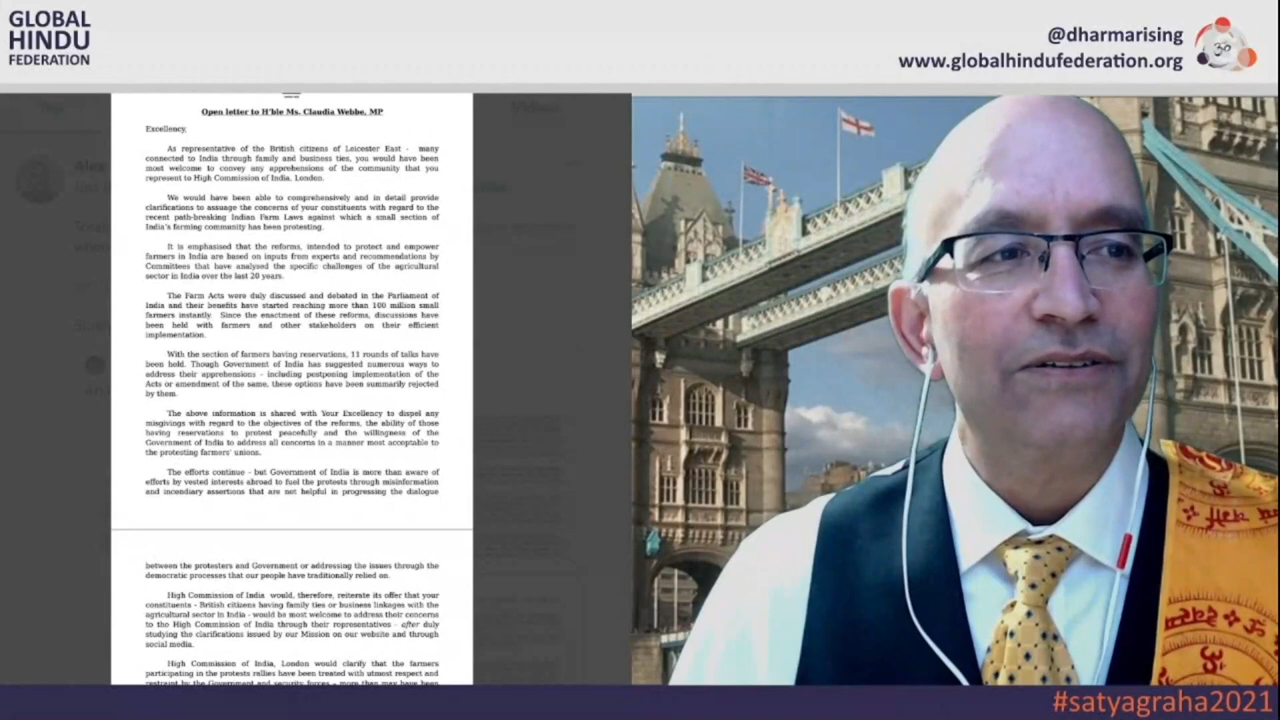 GLOBAL
HINDU
FEDERATION
@dharmarising
www.globalhindufederation.org
Open letter to H'ble Ms. Claudia Webbe, MP
Excellency,
As representative of the British citizens of Leicester East - many
connected to India through family and business ties, you would have been
most welcome to convey any apprehensions of the community that you
represent to High Commission of India, London.
We would have been able to comprehensively and in detail provide
clarifications to assuage the concerns of your constituents with regard to the
recent path-breaking Indian Farm Laws against which a small section of
India's farming community has been protesting.
It is emphasised that the reforms, intended to protect and empower
farmers in India are based on inputs from experts and recommendations by
Committees that have analysed the specific challenges of the agricultural
sector in India over the last 20 years.
The Farm Acts were duly discussed and debated in the Parliament of
India and their benefits have started reaching more than 100 million small
farmers instantly. Since the enactment of these reforms, discussions have
been held with farmers and other stakeholders on their efficient
implementation.
With the section of farmers having reservations, 11 rounds of talks have
been held. Though Government of India has suggested numerous ways to
address their apprehensions - including postponing implementation of the
Acts or amendment of the same, these options have been summarily rejected
by them.
The above information is shared with Your Excellency to dispel any
misgivings with regard to the objectives of the reforms, the ability of those
having reservations to protest peacefully and the willingness of the
Government of India to address all concerns in a manner most acceptable to
the protesting farmers' unions.
The efforts continue - but Government of India is more than aware of
efforts by vested interests abroad to fuel the protests through misinformation
and incendiary assertions that are not helpful in progressing the dialogue
between the protesters and Government or addressing the issues through the
democratic processes that our people have traditionally relied on.
High Commission of India would, therefore, reiterate its offer that your
constituents - British citizens having family ties or business linkages with the
agricultural sector in India - would be most welcome to address their concerns
to the High Commission of India through their representatives - after duly
studying the clarifications issued by our Mission on our website and through
social media.
High Commission of India, London would clarify that the farmers
participating in the protests rallies have been treated with utmost respect and
restraint by the Government and security forces - more than may have been
#satyagraha2021